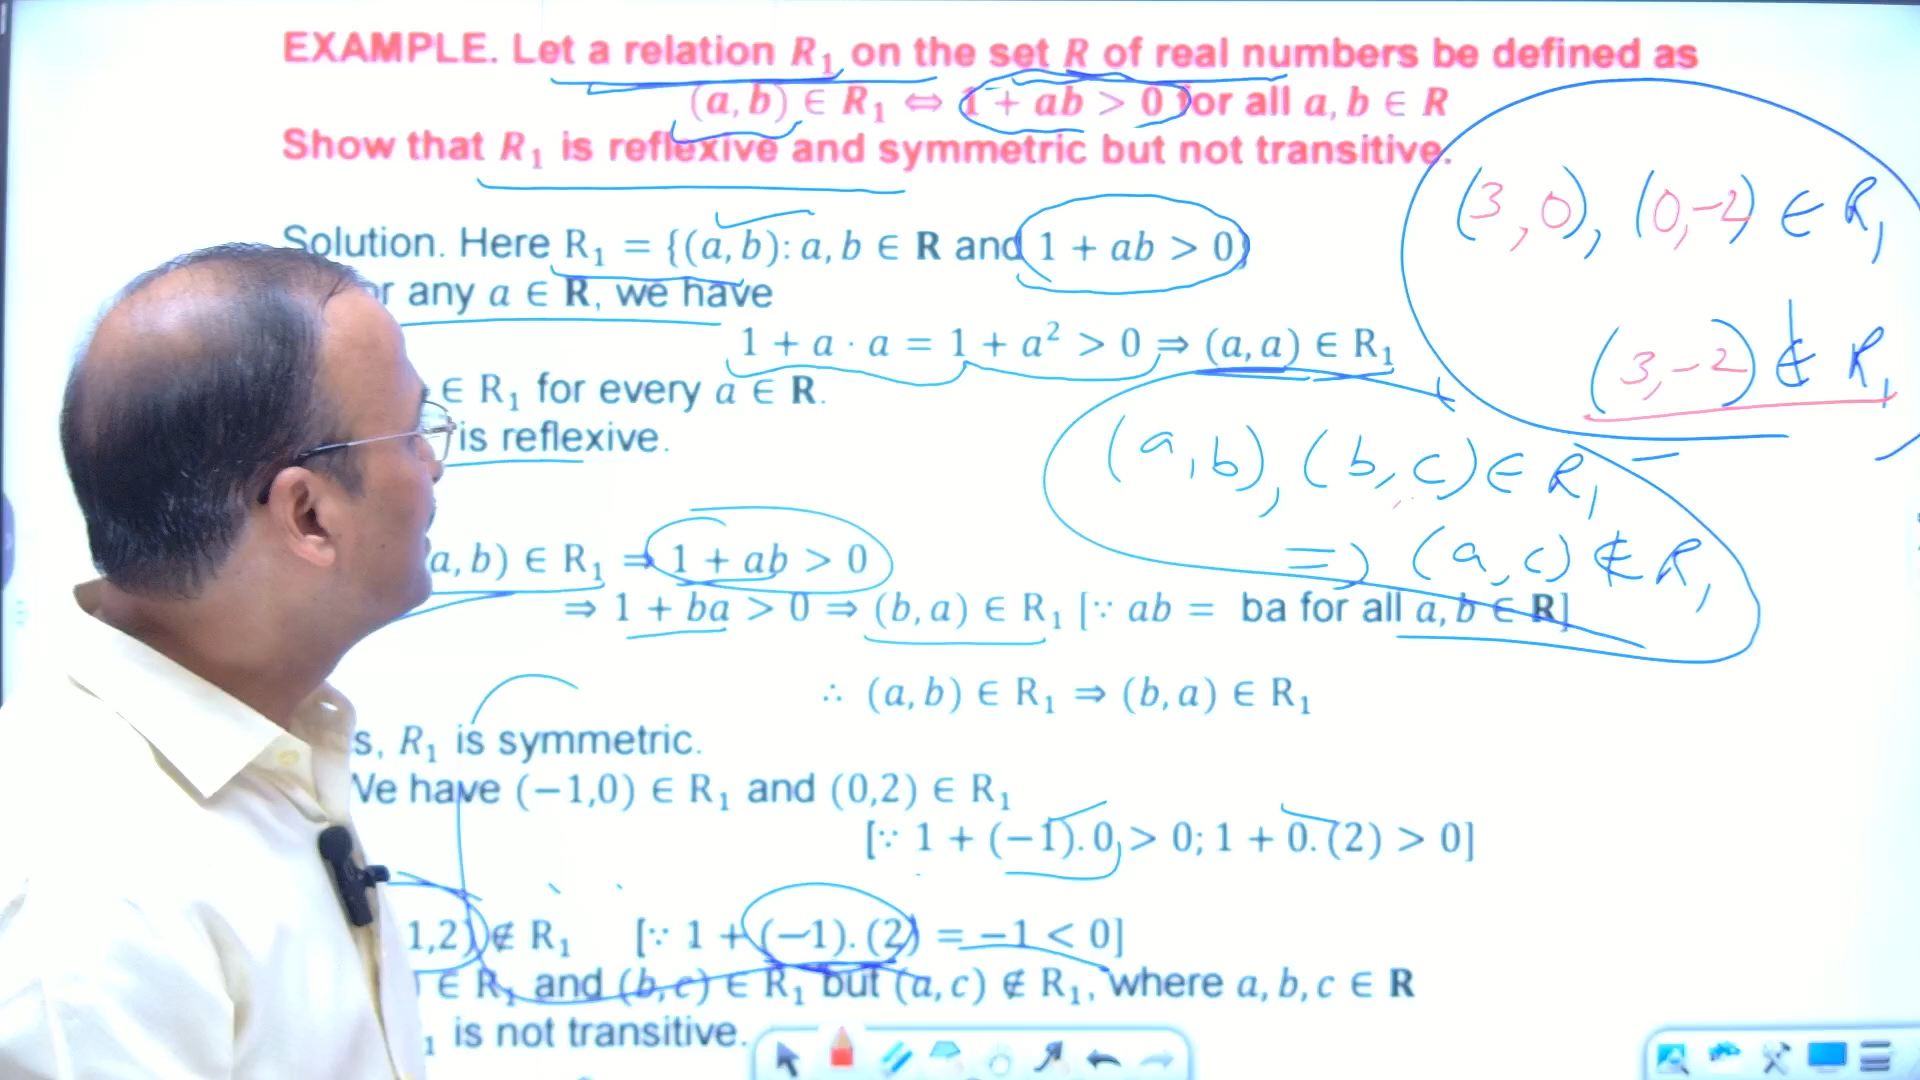 EXAMPLE. Let a relation R₁ on the set R of real numbers be defined as
(a, b) ∈ R₁ ⇔ 1 + ab > 0 for all a, b ∈ R
Show that R₁ is reflexive and symmetric but not transitive.
(3, 0), (0, -2) ∈ R₁
(3, -2) ∉ R₁
Solution. Here R₁ = {(a, b): a, b ∈ R and 1 + ab > 0}
or any a ∈ R, we have
1 + a · a = 1 + a² > 0 ⇒ (a, a) ∈ R₁
∈ R₁ for every a ∈ R.
is reflexive.
(a, b), (b, c) ∈ R₁
⇒ (a, c) ∉ R₁
a, b) ∈ R₁ ⇒ 1 + ab > 0
⇒ 1 + ba > 0 ⇒ (b, a) ∈ R₁ [∵ ab = ba for all a, b ∈ R]
∴ (a, b) ∈ R₁ ⇒ (b, a) ∈ R₁
s, R₁ is symmetric.
We have (−1,0) ∈ R₁ and (0,2) ∈ R₁
[∵ 1 + (−1). 0 > 0; 1 + 0. (2) > 0]
1,2) ∉ R₁ [∵ 1 + (−1). (2) = −1 < 0]
) ∈ R₁ and (b, c) ∈ R₁ but (a, c) ∉ R₁, where a, b, c ∈ R
₁ is not transitive.